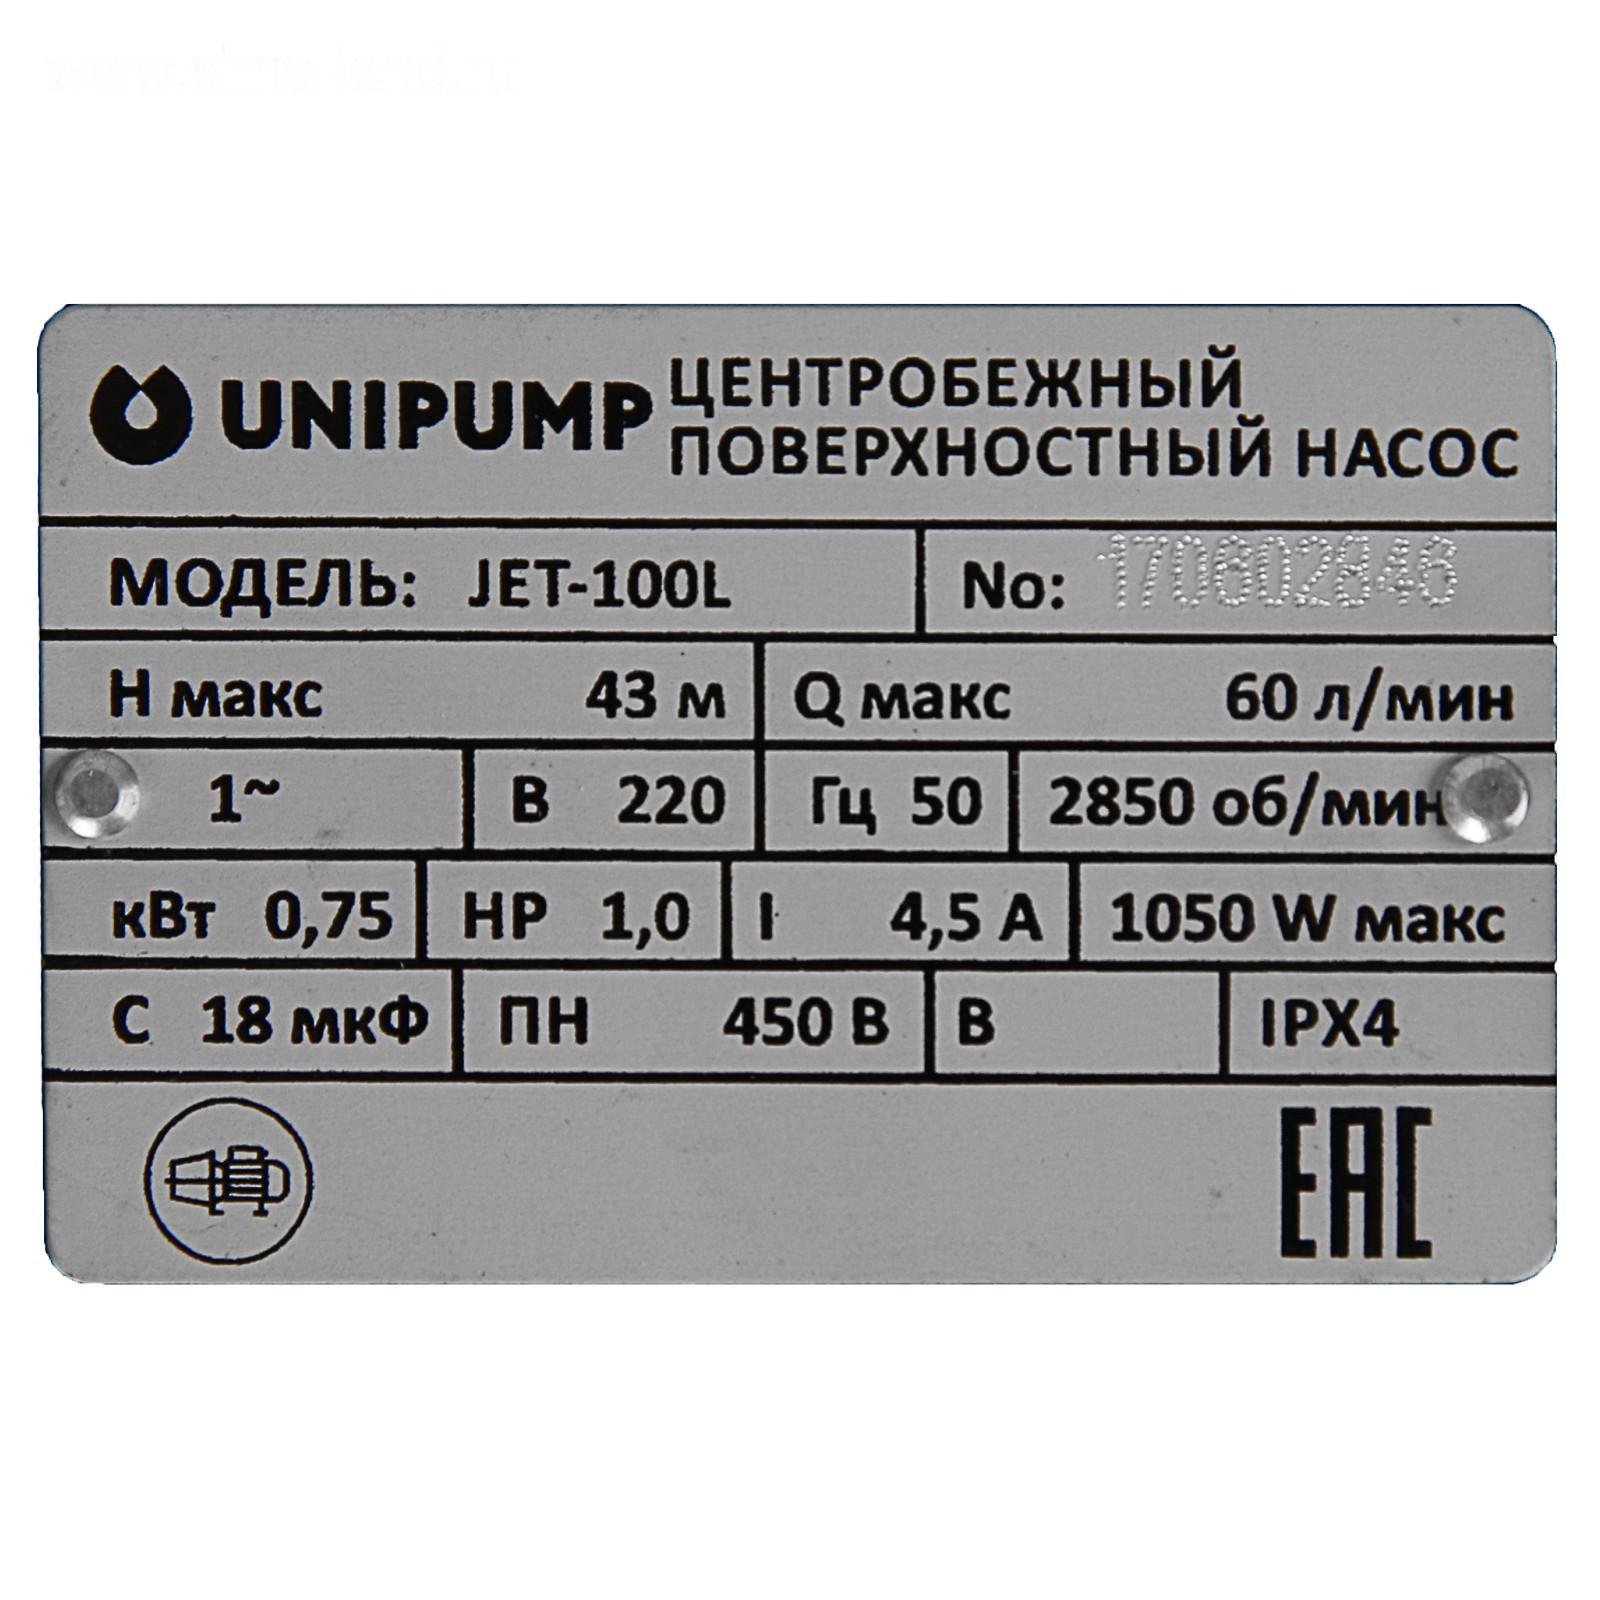 UNIPUMP ЦЕНТРОБЕЖНЫЙ
ПОВЕРХНОСТНЫЙ НАСОС
МОДЕЛЬ: JET-100L No: 170602846
Н макс 43 м Q макс 60 л/мин
1~ В 220 Гц 50 2850 об/мин
кВт 0,75 HP 1,0 I 4,5 А 1050 W макс
С 18 мкФ ПН 450 В В IPX4
EAC